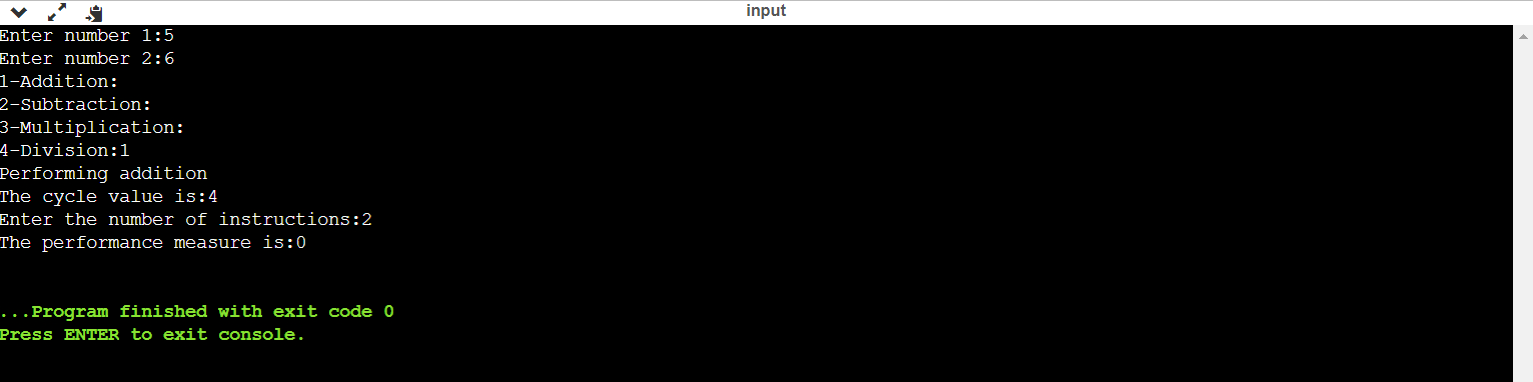 input
Enter number 1:5
Enter number 2:6
1-Addition:
2-Subtraction:
3-Multiplication:
4-Division:1
Performing addition
The cycle value is:4
Enter the number of instructions:2
The performance measure is:0
...Program finished with exit code 0
Press ENTER to exit console.